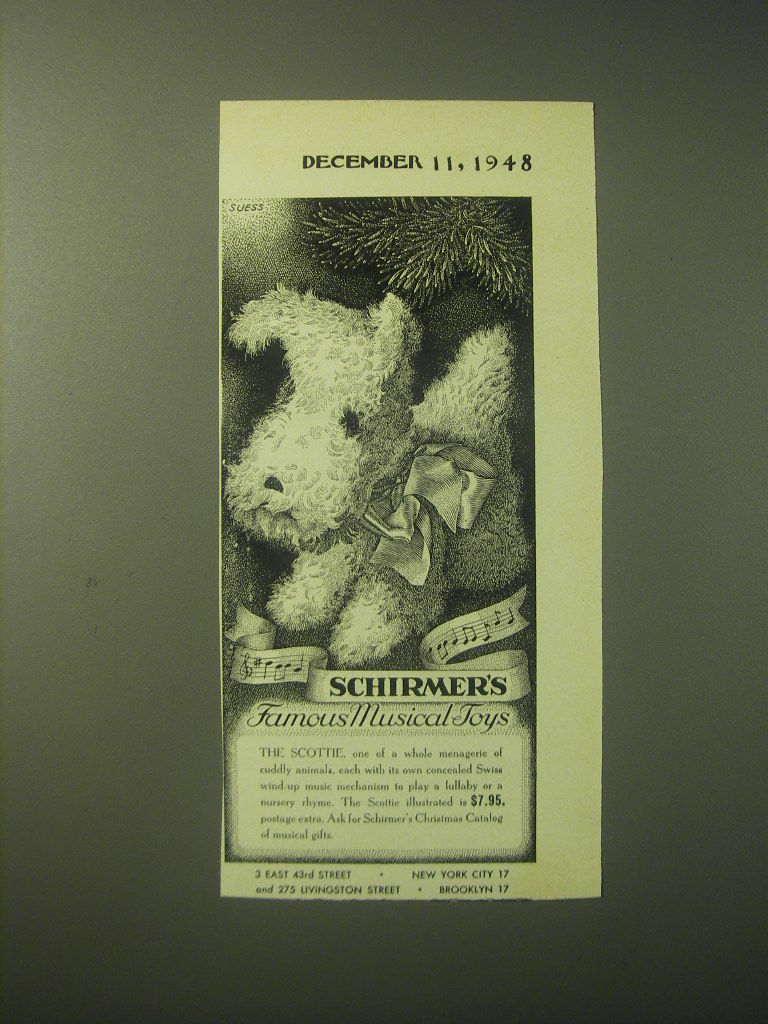 DECEMBER 11, 1948
SUESS
SCHIRMER'S
Famous Musical Toys
THE SCOTTIE, one of a whole menagerie of
cuddly animals, each with its own concealed Swiss
wind-up music mechanism to play a lullaby or a
nursery rhyme. The Scottie illustrated is $7.95.
postage extra. Ask for Schirmer's Christmas Catalog
of musical gifts.
3 EAST 43rd STREET • NEW YORK CITY 17
and 275 LIVINGSTON STREET • BROOKLYN 17